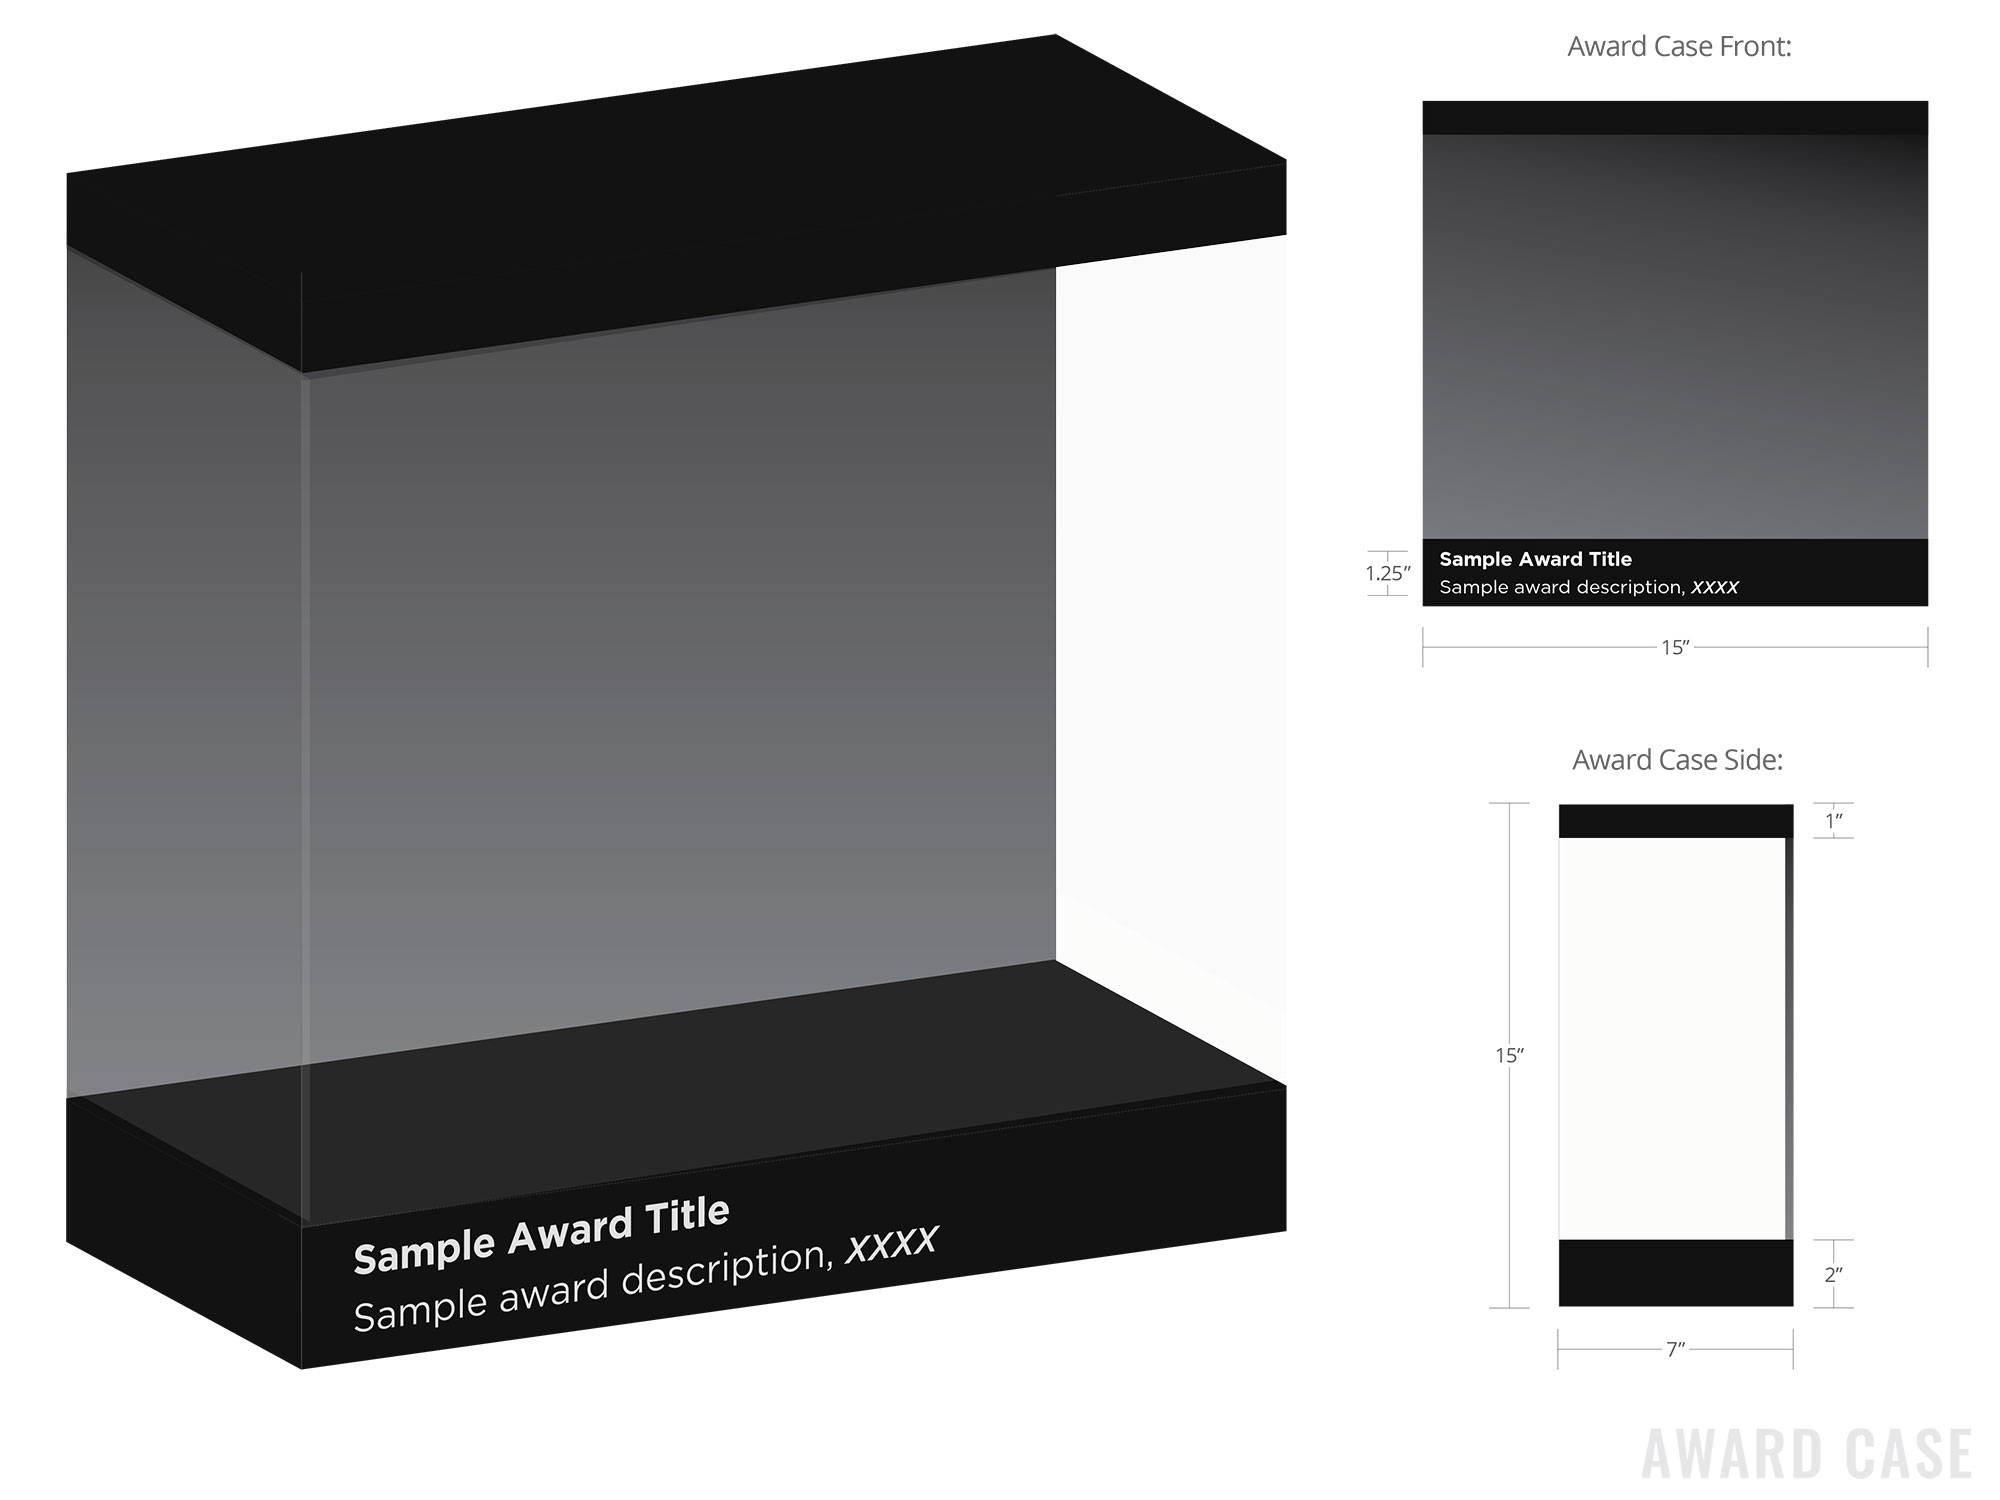 Sample Award Title
Sample award description, XXXX
Award Case Front:
Sample Award Title
Sample award description, XXXX
1.25”
15”
Award Case Side:
1”
15”
2”
7”
AWARD CASE